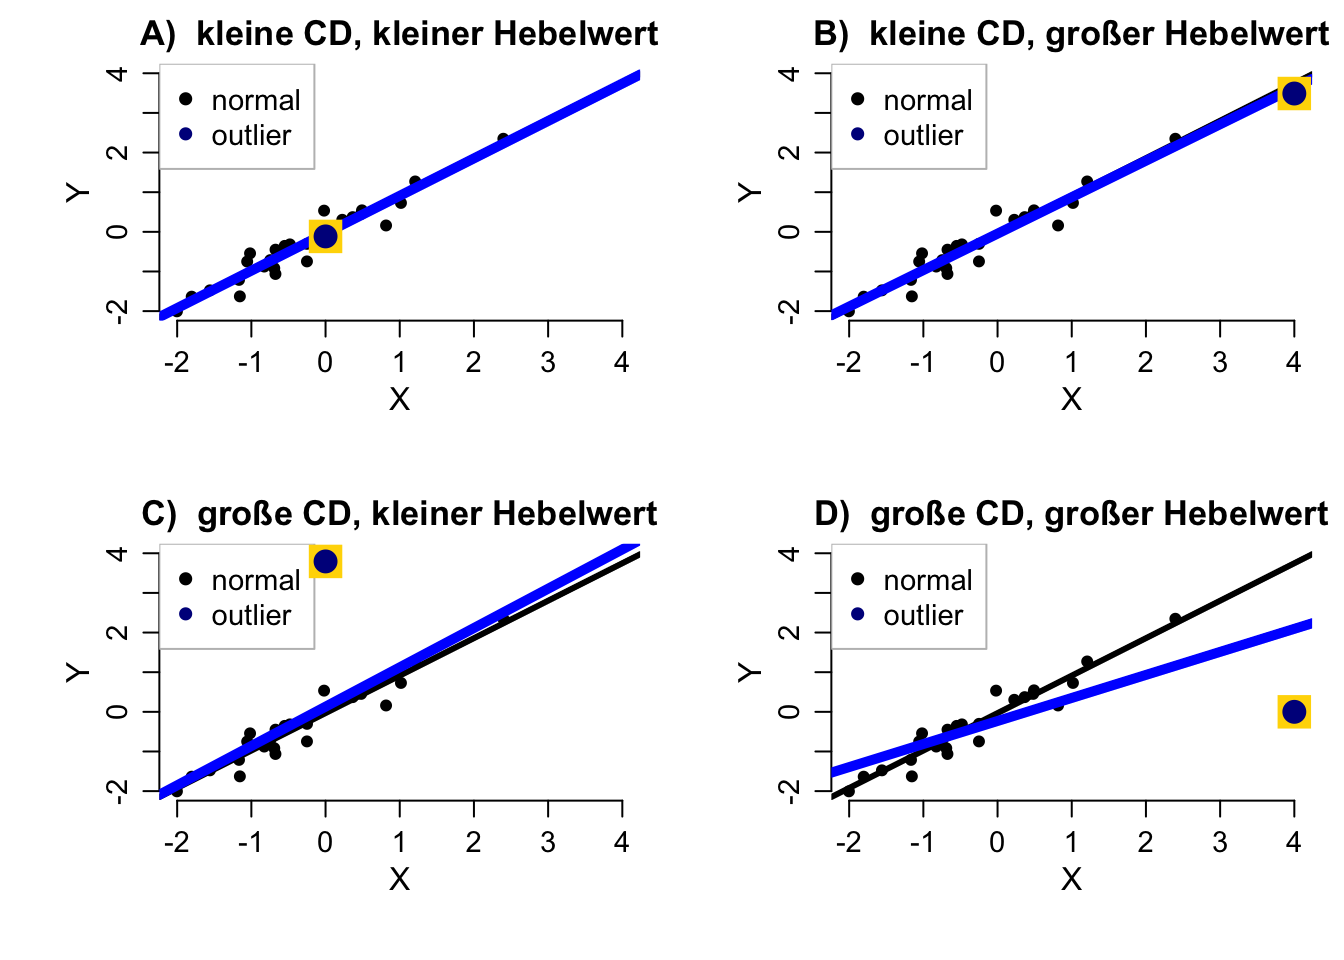 A)  kleine CD, kleiner Hebelwert
normal
outlier
Y
4
2
0
-2
-2 -1 0 1 2 3 4
X
B)  kleine CD, großer Hebelwert
normal
outlier
Y
4
2
0
-2
-2 -1 0 1 2 3 4
X
C)  große CD, kleiner Hebelwert
normal
outlier
Y
4
2
0
-2
-2 -1 0 1 2 3 4
X
D)  große CD, großer Hebelwert
normal
outlier
Y
4
2
0
-2
-2 -1 0 1 2 3 4
X